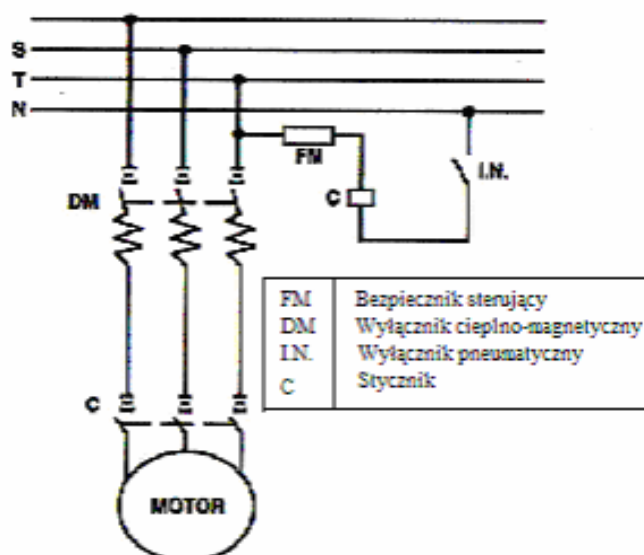 S
T
N
FM
I.N.
C
DM
FM Bezpiecznik sterujący
DM Wyłącznik cieplno-magnetyczny
I.N. Wyłącznik pneumatyczny
C Stycznik
C
MOTOR